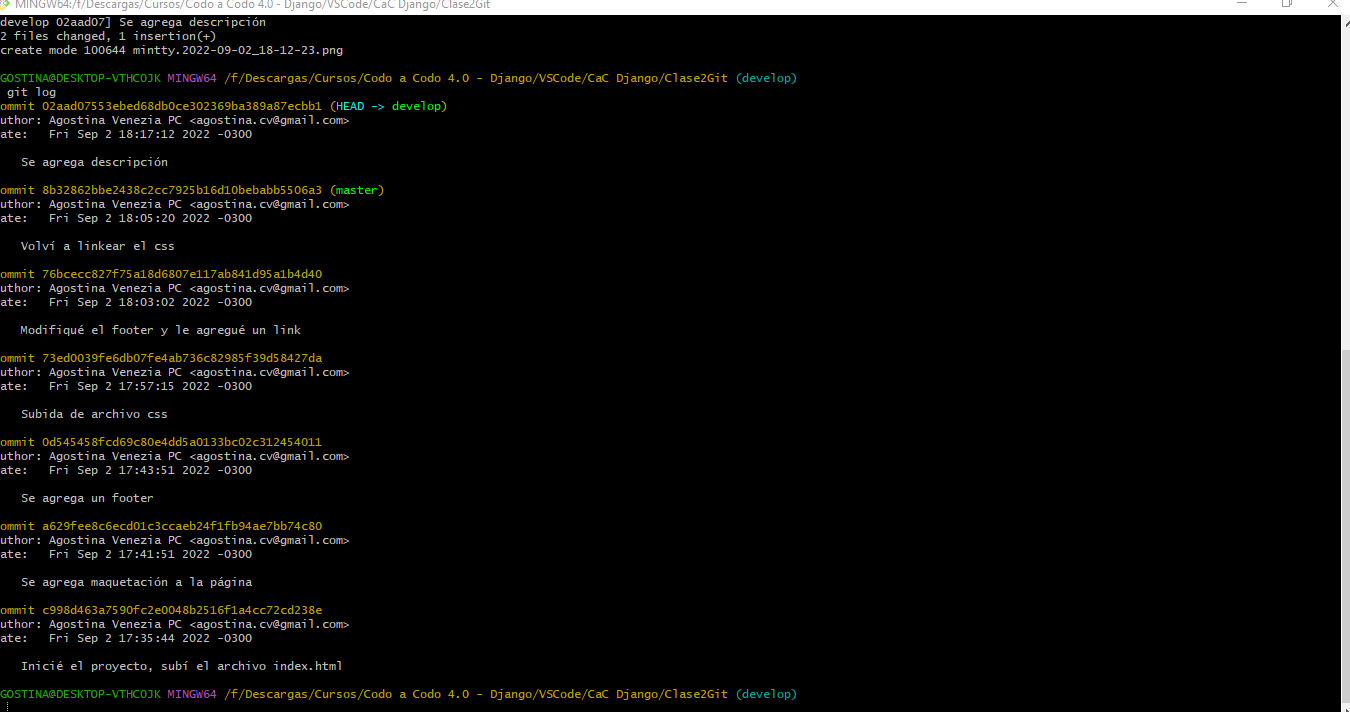 MINGW64:/f/Descargas/Cursos/Codo a Codo 4.0 - Django/VSCode/CaC Django/Clase2Git
develop 02aad07] Se agrega descripción
2 files changed, 1 insertion(+)
create mode 100644 mintty.2022-09-02_18-12-23.png
GOSTINA@DESKTOP-VTHCOJK MINGW64 /f/Descargas/Cursos/Codo a Codo 4.0 - Django/VSCode/CaC Django/Clase2Git (develop)
git log
ommit 02aad07553ebed68db0ce302369ba389a87ecbb1 (HEAD -> develop)
uthor: Agostina Venezia PC <agostina.cv@gmail.com>
ate:   Fri Sep 2 18:17:12 2022 -0300
Se agrega descripción
ommit 8b32862bbe2438c2cc7925b16d10bebabb5506a3 (master)
uthor: Agostina Venezia PC <agostina.cv@gmail.com>
ate:   Fri Sep 2 18:05:20 2022 -0300
Volví a linkear el css
ommit 76bcecc827f75a18d6807e117ab841d95a1b4d40
uthor: Agostina Venezia PC <agostina.cv@gmail.com>
ate:   Fri Sep 2 18:03:02 2022 -0300
Modifiqué el footer y le agregué un link
ommit 73ed0039fe6db07fe4ab736c82985f39d58427da
uthor: Agostina Venezia PC <agostina.cv@gmail.com>
ate:   Fri Sep 2 17:57:15 2022 -0300
Subida de archivo css
ommit 0d545458fcd69c80e4dd5a0133bc02c312454011
uthor: Agostina Venezia PC <agostina.cv@gmail.com>
ate:   Fri Sep 2 17:43:51 2022 -0300
Se agrega un footer
ommit a629fee8c6ecd01c3ccaeb24f1fb94ae7bb74c80
uthor: Agostina Venezia PC <agostina.cv@gmail.com>
ate:   Fri Sep 2 17:41:51 2022 -0300
Se agrega maquetación a la página
ommit c998d463a7590fc2e0048b2516f1a4cc72cd238e
uthor: Agostina Venezia PC <agostina.cv@gmail.com>
ate:   Fri Sep 2 17:35:44 2022 -0300
Inicié el proyecto, subí el archivo index.html
GOSTINA@DESKTOP-VTHCOJK MINGW64 /f/Descargas/Cursos/Codo a Codo 4.0 - Django/VSCode/CaC Django/Clase2Git (develop)